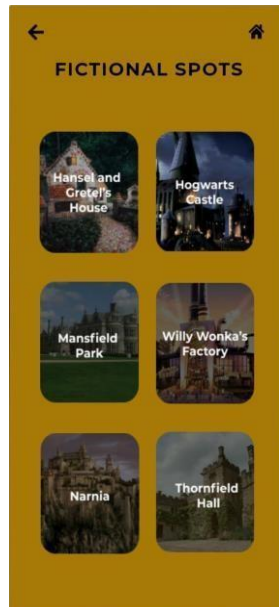 FICTIONAL SPOTS
Hansel and
Gretel's
House
Hogwarts
Castle
Mansfield
Park
Willy Wonka's
Factory
Narnia
Thornfield
Hall